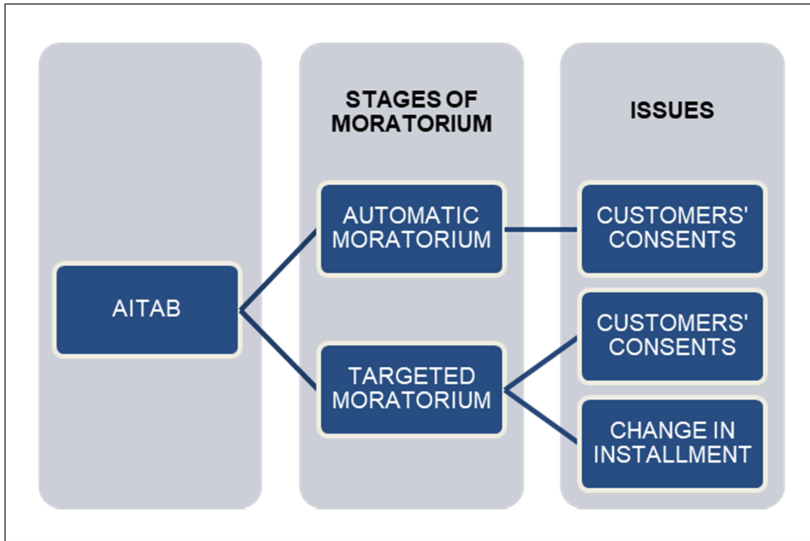 STAGES OF
MORATORIUM
ISSUES
AITAB
AUTOMATIC
MORATORIUM
CUSTOMERS'
CONSENTS
TARGETED
MORATORIUM
CUSTOMERS'
CONSENTS
CHANGE IN
INSTALLMENT